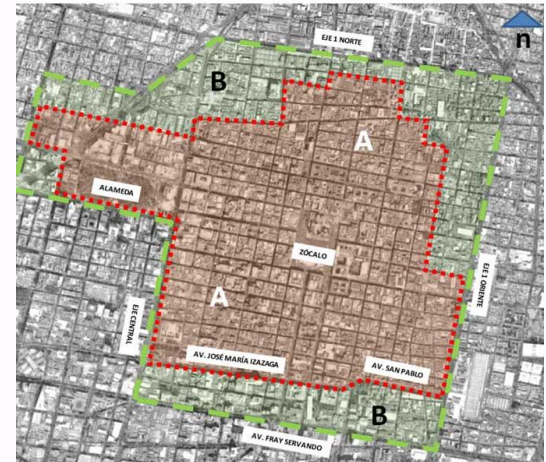 EJE 1 NORTE
n
B
A
ALAMEDA
ZÓCALO
EJE 1 ORIENTE
A
EJE CENTRAL
AV. JOSÉ MARÍA IZAZAGA
AV. SAN PABLO
B
AV. FRAY SERVANDO